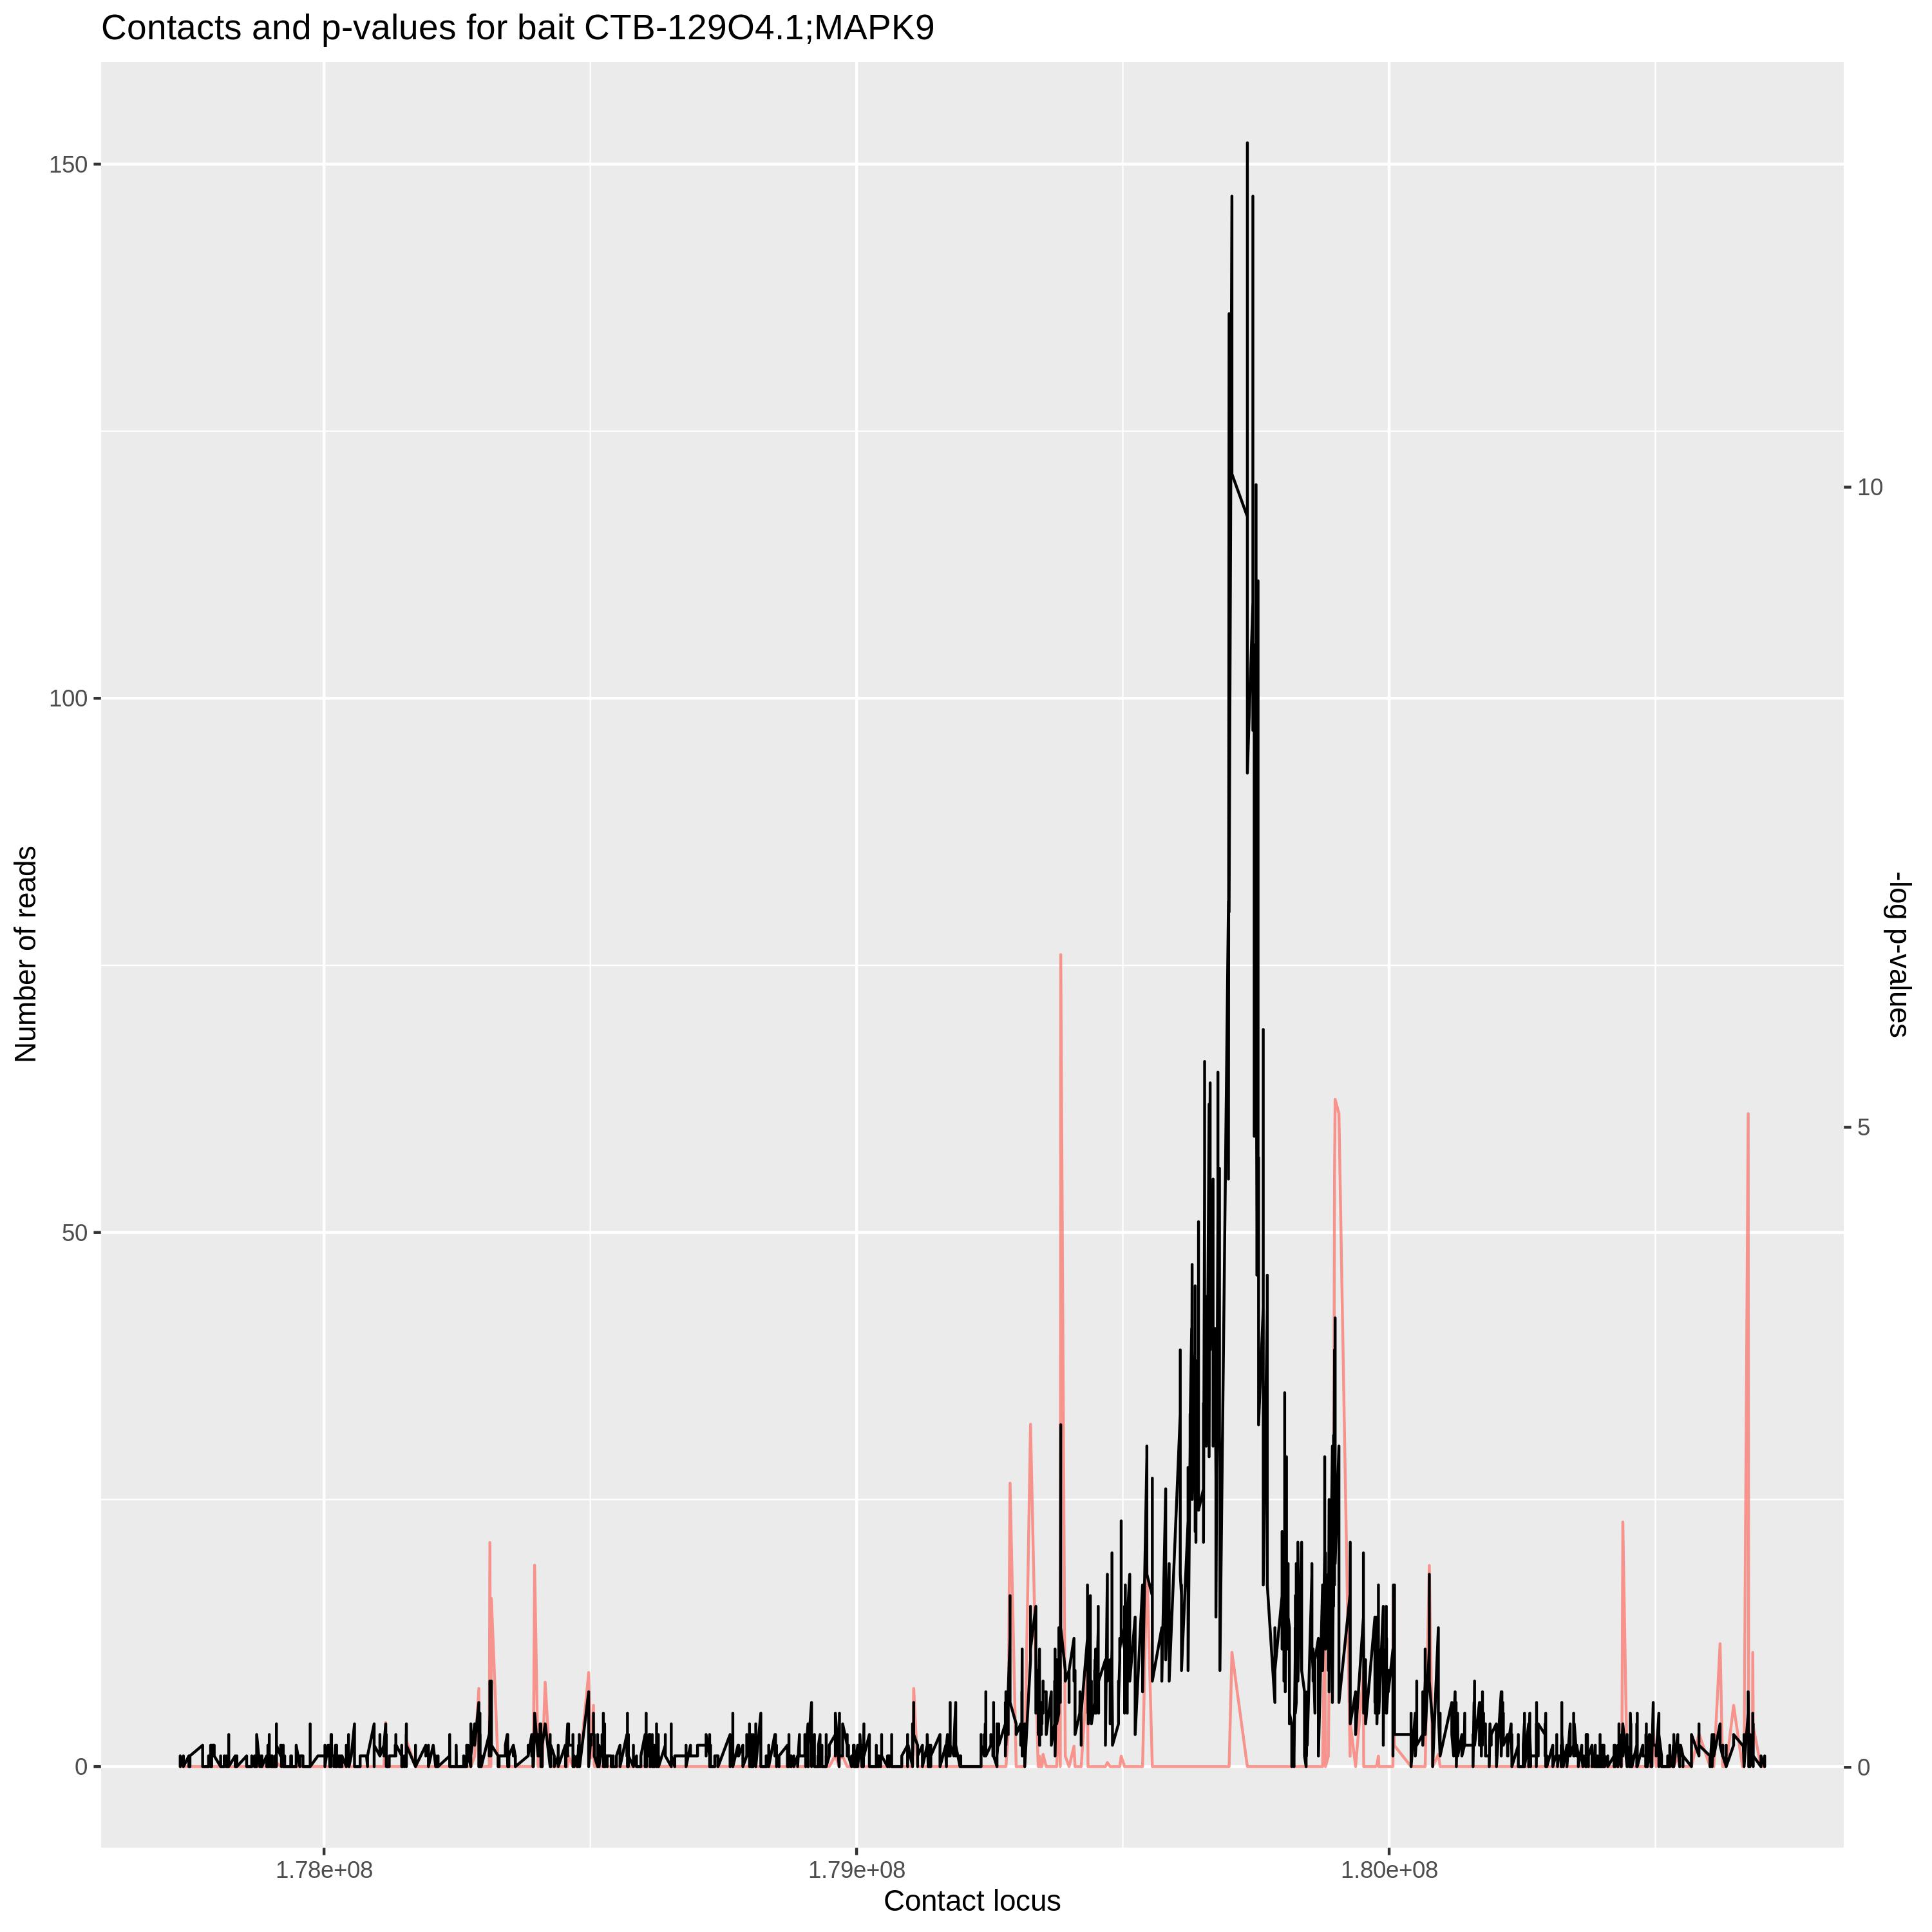 Contacts and p-values for bait CTB-129O4.1;MAPK9
150
100
50
0
Number of reads
10
5
0
-log p-values
1.78e+08
1.79e+08
1.80e+08
Contact locus